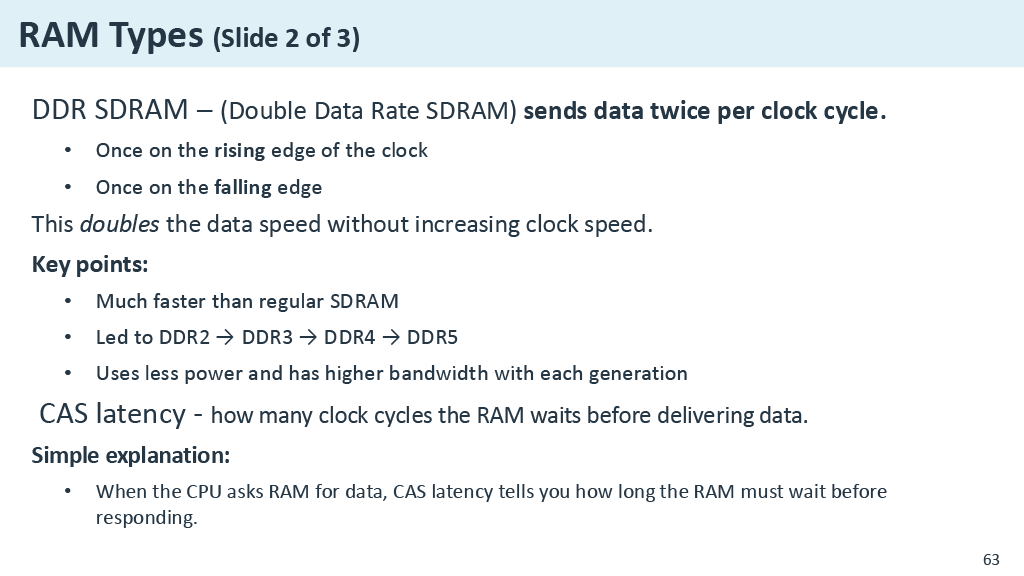 RAM Types (Slide 2 of 3)
DDR SDRAM – (Double Data Rate SDRAM) sends data twice per clock cycle.
• Once on the rising edge of the clock
• Once on the falling edge
This doubles the data speed without increasing clock speed.
Key points:
• Much faster than regular SDRAM
• Led to DDR2 → DDR3 → DDR4 → DDR5
• Uses less power and has higher bandwidth with each generation
CAS latency - how many clock cycles the RAM waits before delivering data.
Simple explanation:
• When the CPU asks RAM for data, CAS latency tells you how long the RAM must wait before
responding.
63